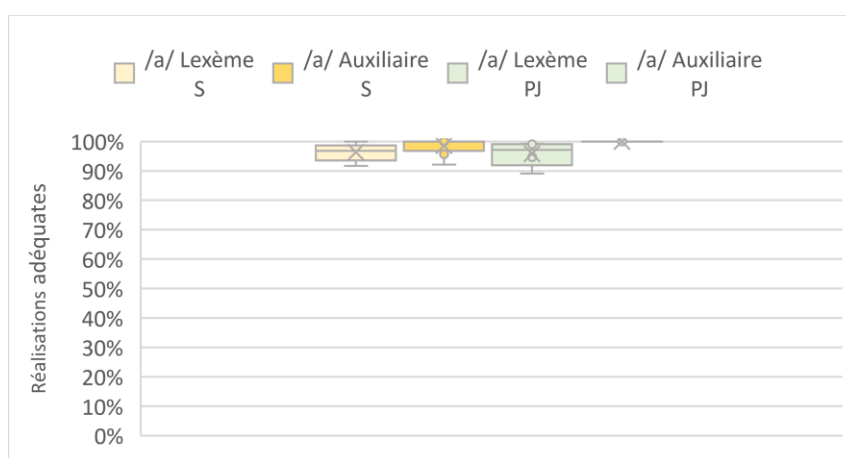 /a/ Lexème S
/a/ Auxiliaire S
/a/ Lexème PJ
/a/ Auxiliaire PJ
100%
90%
80%
70%
60%
50%
40%
30%
20%
10%
0%
Réalisations adéquates